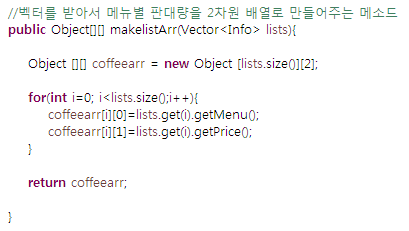 //벡터를 받아서 메뉴별 판대량을 2차원 배열로 만들어주는 메소드
public Object[][] makelistArr(Vector<Info> lists){
Object [][] coffeearr = new Object [lists.size()][2];
for(int i=0; i<lists.size();i++){
coffeearr[i][0]=lists.get(i).getMenu();
coffeearr[i][1]=lists.get(i).getPrice();
}
return coffeearr;
}